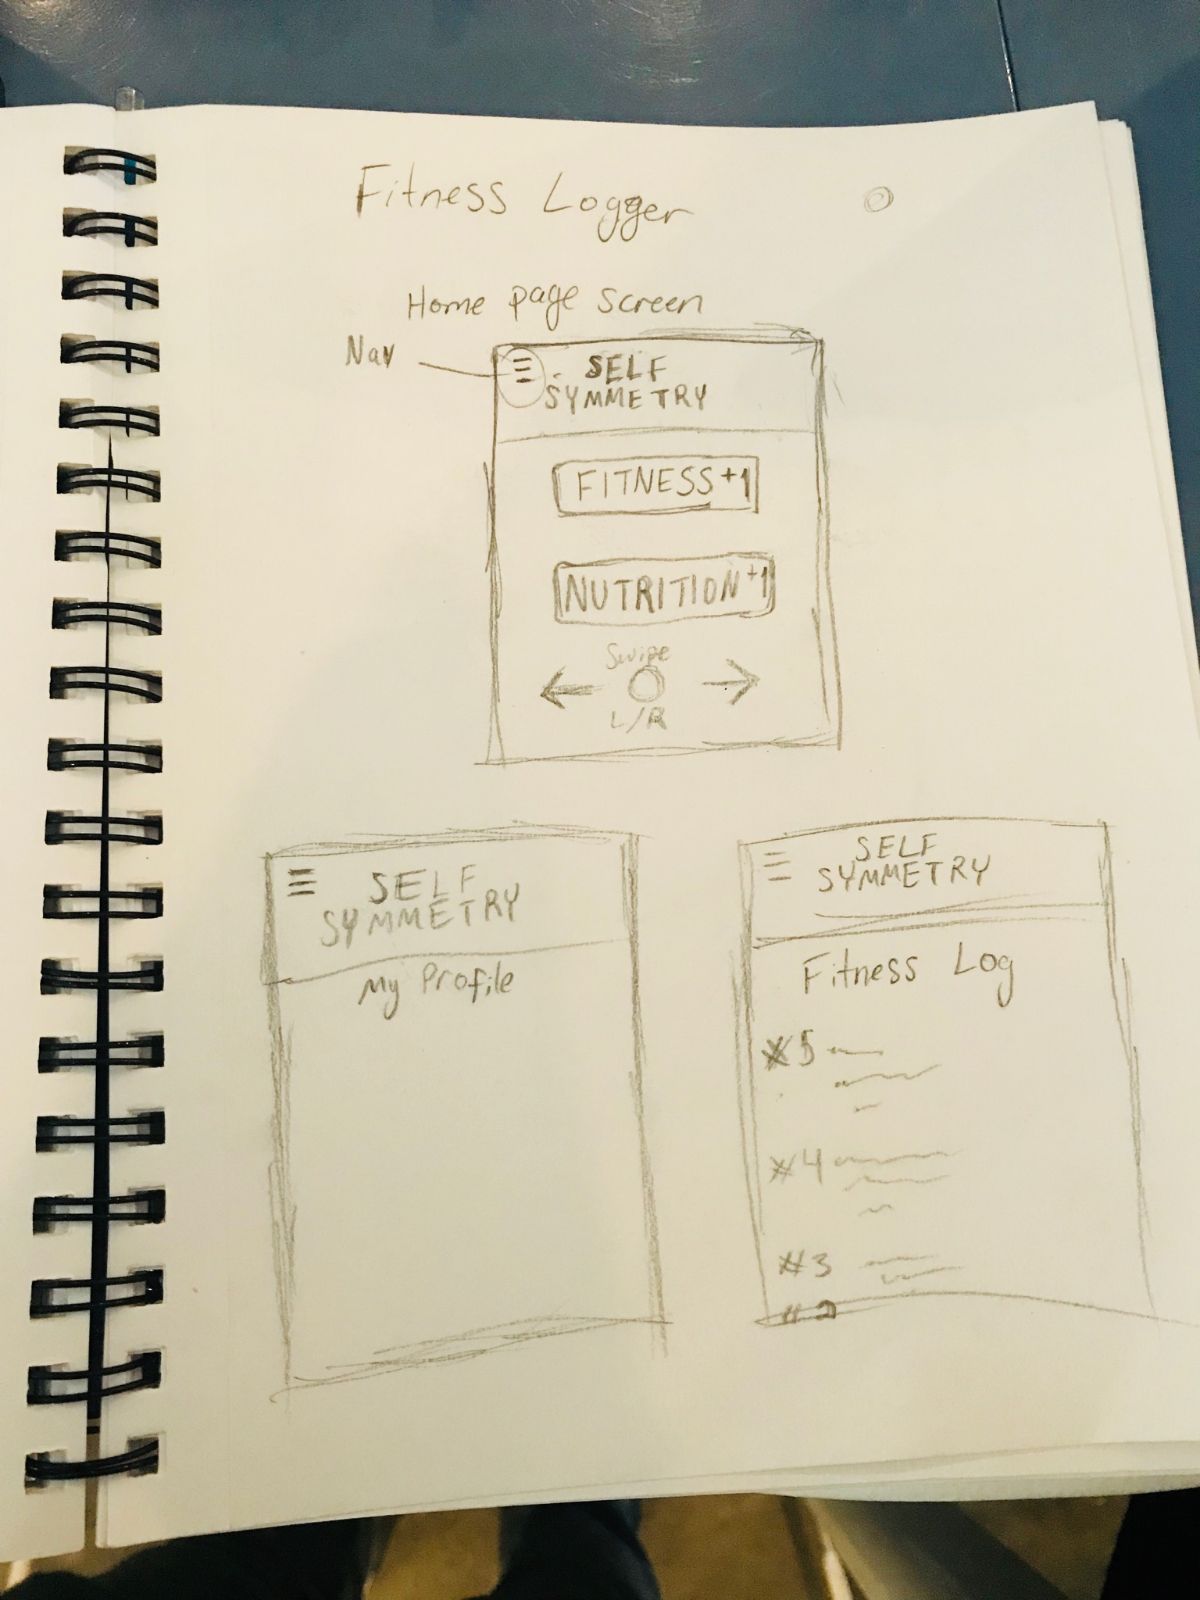 Fitness Logger
Home page screen
Nav
SELF
SYMMETRY
FITNESS +1
NUTRITION +1
Swipe
L/R
SELF
SYMMETRY
My Profile
SELF
SYMMETRY
Fitness Log
#5
#4
#3
#2